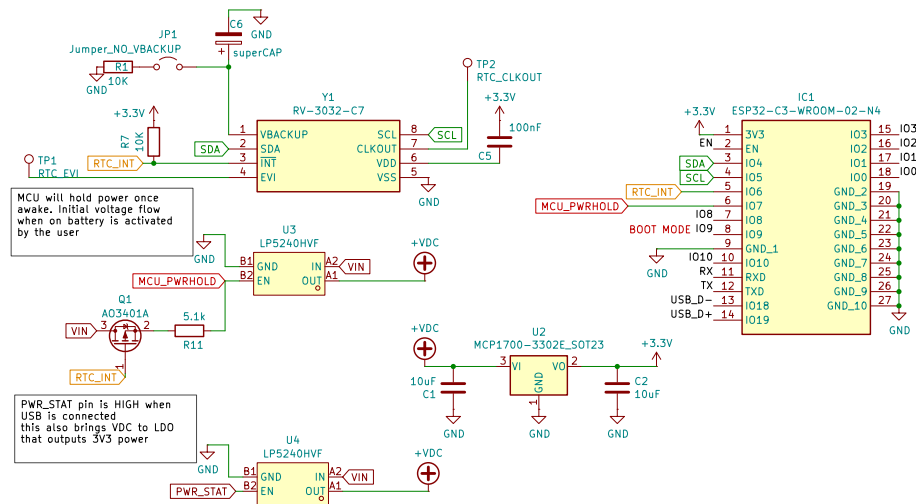 C6
GND
superCAP
JP1
Jumper_NO_VBACKUP
R1
10K
GND
+3.3V
R7
10K
RTC_INT
TP1
RTC_EVI
SDA
Y1
RV-3032-C7
1 VBACKUP
2 SDA
3 INT
4 EVI
SCL 8
CLKOUT 7
VDD 6
VSS 5
SCL
TP2
RTC_CLKOUT
+3.3V
100nF
C5
GND
IC1
ESP32-C3-WROOM-02-N4
+3.3V
EN
SDA
SCL
RTC_INT
MCU_PWRHOLD
IO8
BOOT MODE IO9
GND
IO10
RX
TX
USB_D-
USB_D+
1 3V3
2 EN
3 IO4
4 IO5
5 IO6
6 IO7
7 IO8
8 IO9
9 GND_1
10 IO10
11 RXD
12 TXD
13 IO18
14 IO19
IO3 15 IO3
IO2 16 IO2
IO1 17 IO1
IO0 18 IO0
GND_2 19
GND_3 20
GND_4 21
GND_5 22
GND_6 23
GND_7 24
GND_8 25
GND_9 26
GND_10 27
GND
MCU will hold power once
awake. Initial voltage flow
when on battery is activated
by the user
U3
LP5240HVF
GND
MCU_PWRHOLD
B1 GND
B2 EN
IN A2
OUT A1
VIN
+VDC
Q1
AO3401A
VIN
3
2
1
RTC_INT
5.1k
R11
+VDC
10uF
C1
GND
U2
MCP1700-3302E_SOT23
3 VI
VO 2
GND
1
GND
+3.3V
C2
10uF
GND
PWR_STAT pin is HIGH when
USB is connected
this also brings VDC to LDO
that outputs 3V3 power
U4
LP5240HVF
GND
PWR_STAT
B1 GND
B2 EN
IN A2
OUT A1
VIN
+VDC